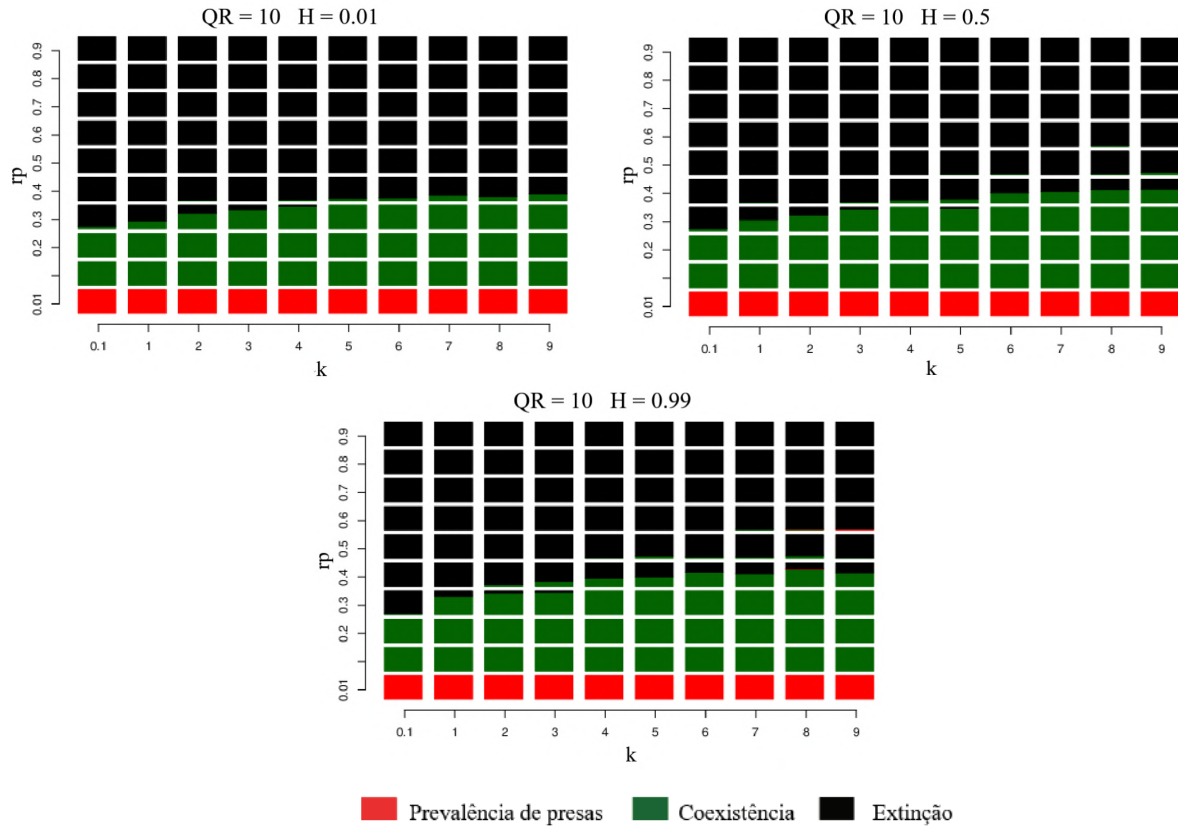 QR = 10 H = 0.01
rp
0.9
0.8
0.7
0.6
0.5
0.4
0.3
0.2
0.01
0.1 1 2 3 4 5 6 7 8 9
k
QR = 10 H = 0.5
rp
0.9
0.8
0.7
0.6
0.5
0.4
0.3
0.2
0.01
0.1 1 2 3 4 5 6 7 8 9
k
QR = 10 H = 0.99
rp
0.9
0.8
0.7
0.6
0.5
0.4
0.3
0.2
0.01
0.1 1 2 3 4 5 6 7 8 9
k
Prevalência de presas Coexistência Extinção